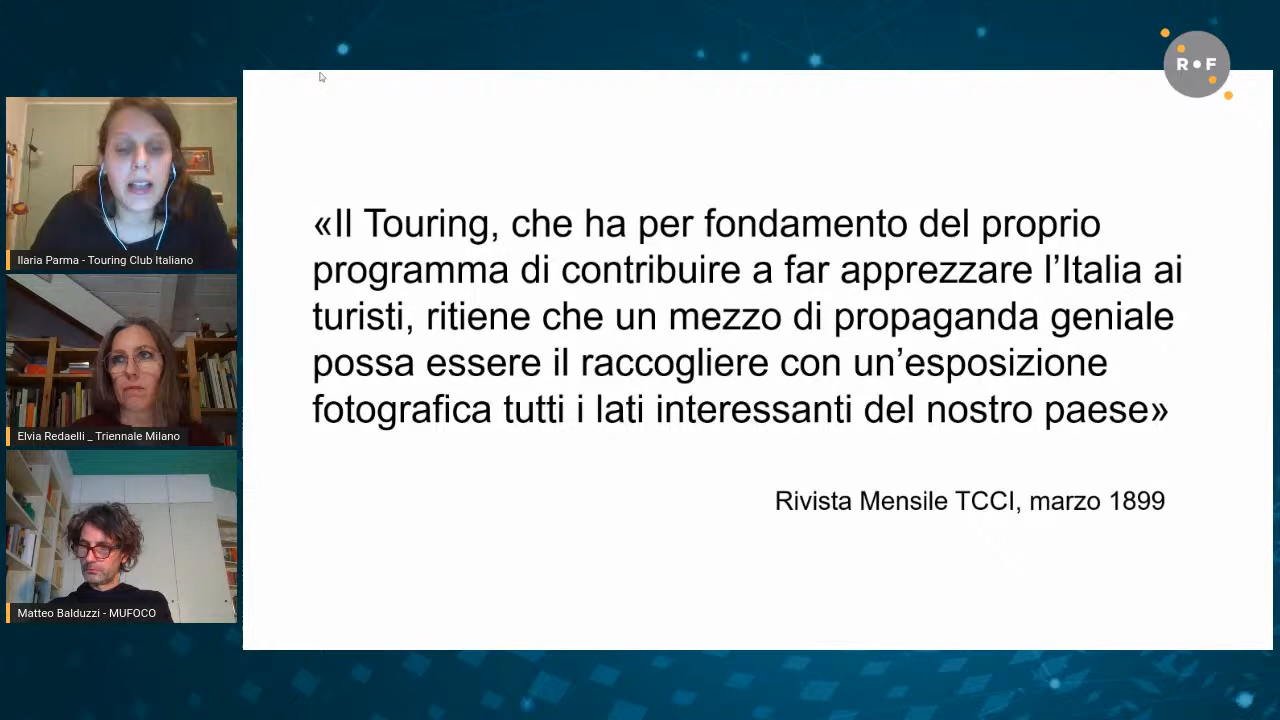 R•F
Ilaria Parma - Touring Club Italiano
Elvia Redaelli _ Triennale Milano
Matteo Balduzzi - MUFOCO
«Il Touring, che ha per fondamento del proprio
programma di contribuire a far apprezzare l’Italia ai
turisti, ritiene che un mezzo di propaganda geniale
possa essere il raccogliere con un’esposizione
fotografica tutti i lati interessanti del nostro paese»
Rivista Mensile TCCI, marzo 1899